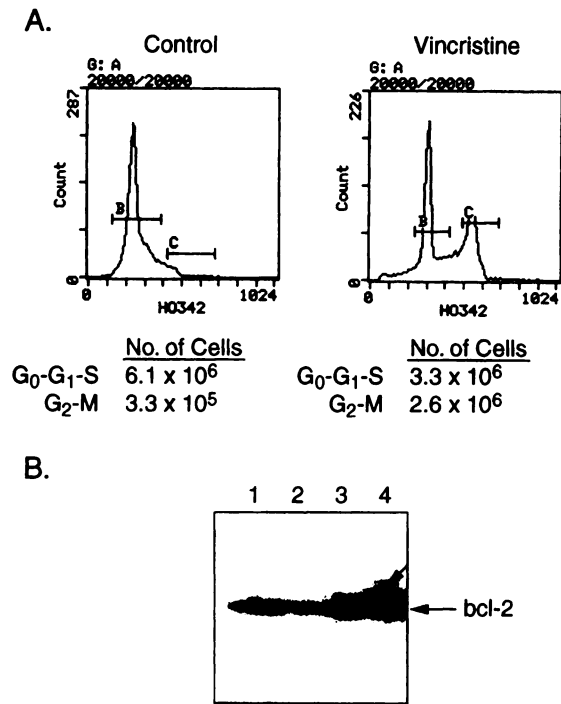 A.
Control
G: A
20000/20000
287
Count
0
B
C
0
1024
HO342
No. of Cells
G₀-G₁-S 6.1 x 10⁶
G₂-M 3.3 x 10⁵
Vincristine
G: A
20000/20000
226
Count
0
B
C
0
1024
HO342
No. of Cells
G₀-G₁-S 3.3 x 10⁶
G₂-M 2.6 x 10⁶
B.
1 2 3 4
bcl-2